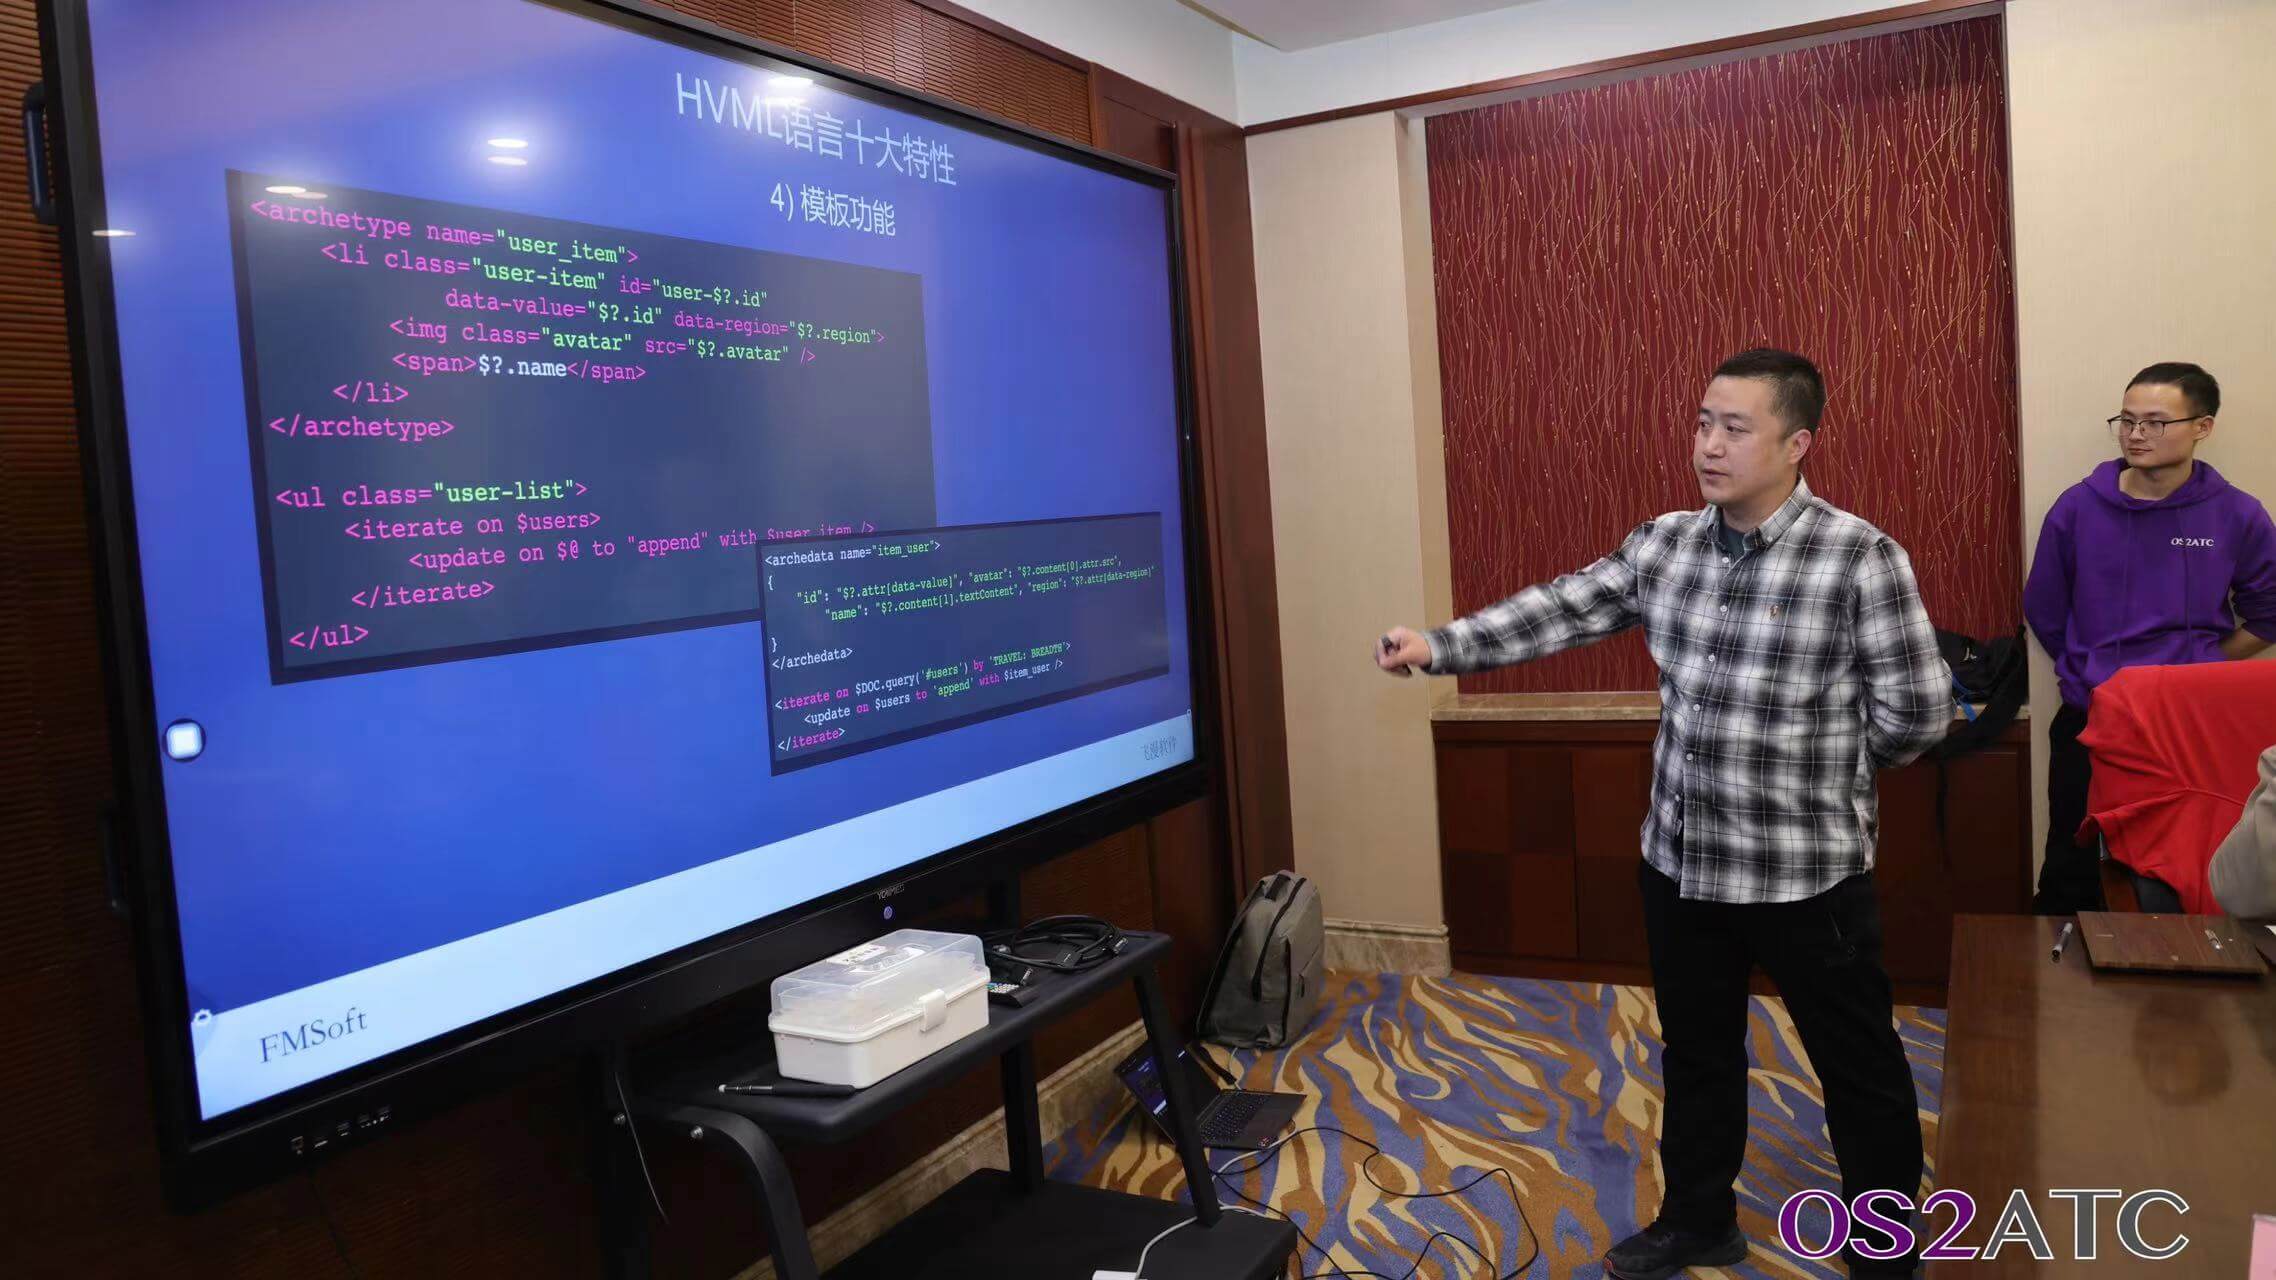 HVML语言十大特性
4) 模板功能
<archetype name="user_item">
<li class="user-item" id="user-$?.id"
data-value="$?.id" data-region="$?.region">
<img class="avatar" src="$?.avatar" />
<span>$?.name</span>
</li>
</archetype>
<ul class="user-list">
<iterate on $users>
<update on $@ to "append" with $user_item />
</iterate>
</ul>
<archedata name="item_user">
{
"id": "$?.attr[data-value]", "avatar": "$?.content[0].attr.src",
"name": "$?.content[1].textContent", "region": "$?.attr[data-region]"
}
</archedata>
<iterate on $DOC.query('#users') by 'TRAVEL: BREADTH'>
<update on $users to 'append' with $item_user />
</iterate>
飞漫软件
FMSoft
OS2ATC
OS2ATC